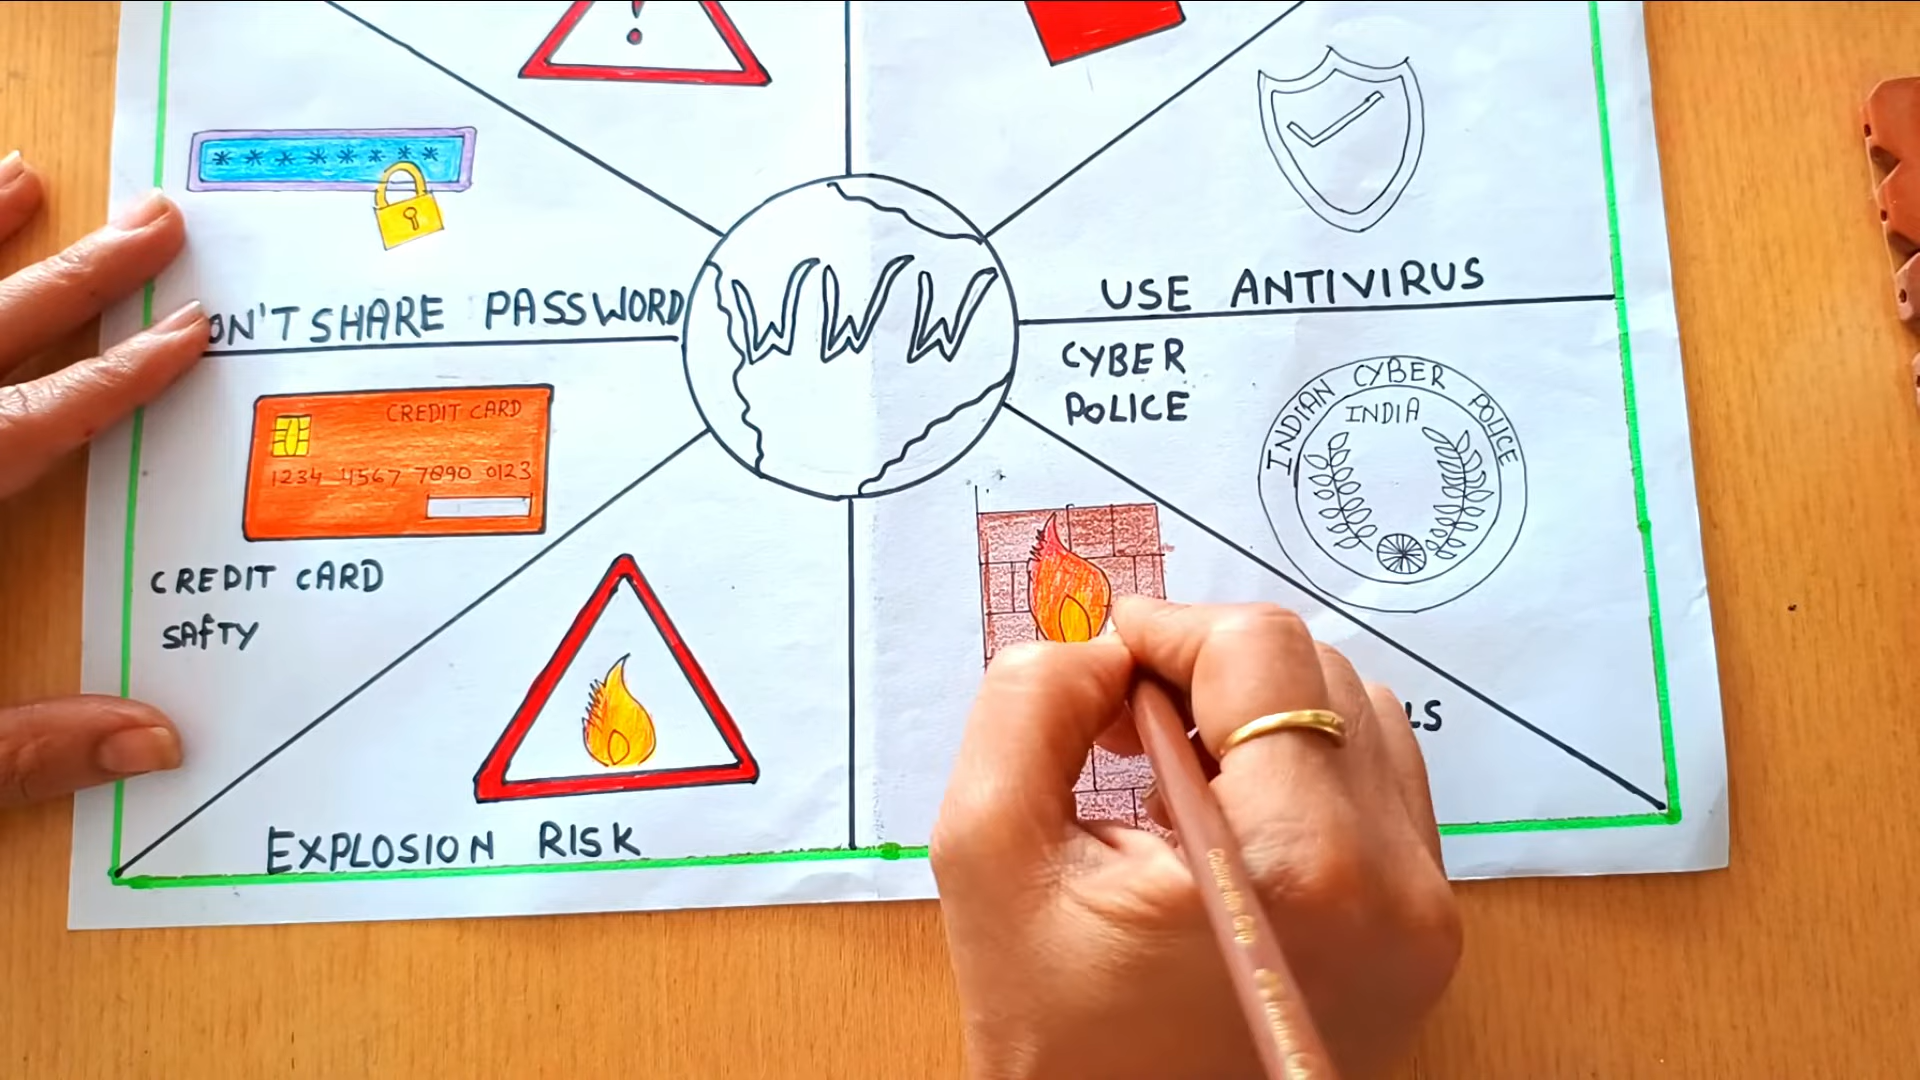 * * * * * * * *
ON'T SHARE PASSWORD
WWW
USE ANTIVIRUS
CYBER
POLICE
INDIAN CYBER POLICE
INDIA
CREDIT CARD
1234 4567 7890 0123
CREDIT CARD
SAfTY
LS
EXPLOSION RISK